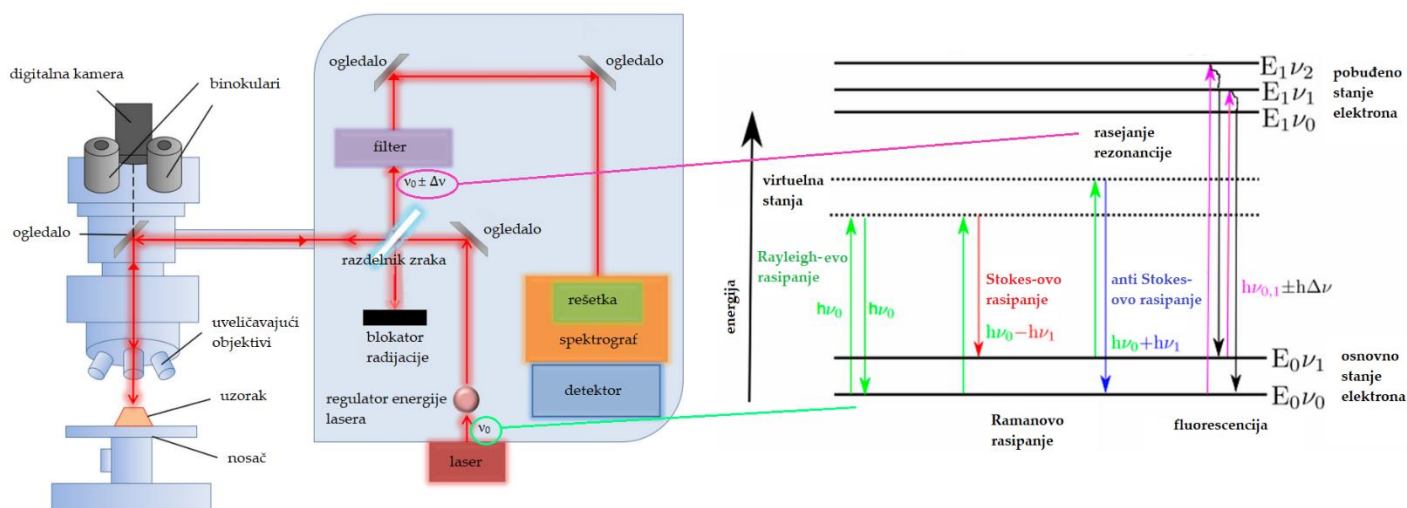 digitalna kamera
binokulari
ogledalo
uveličavajući
objektivi
uzorak
nosač
ogledalo
ogledalo
filter
ν₀ ± Δν
ogledalo
razdelnik zraka
blokator
radijacije
regulator energije
lasera
ν₀
laser
rešetka
spektrograf
detektor
energija
virtuelna
stanja
Rayleigh-evo
rasipanje
hν₀
hν₀
Stokes-ovo
rasipanje
hν₀−hν₁
anti Stokes-
ovo rasipanje
hν₀+hν₁
Ramanovo
rasipanje
rasejanje
rezonancije
E₁ν₂
E₁ν₁
E₁ν₀
pobuđeno
stanje
elektrona
hν₀,₁±hΔν
E₀ν₁
E₀ν₀
osnovno
stanje
elektrona
fluorescencija